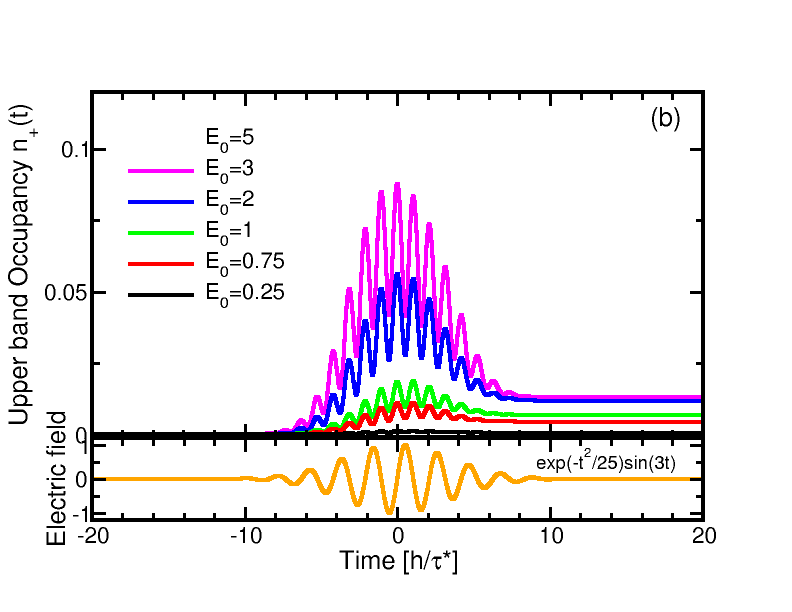 (b)
Upper band Occupancy n₊(t)
0.1
0.05
0
E₀=5
E₀=3
E₀=2
E₀=1
E₀=0.75
E₀=0.25
Electric field
1
0
-1
exp(-t²/25)sin(3t)
-20 -10 0 10 20
Time [h/τ*]